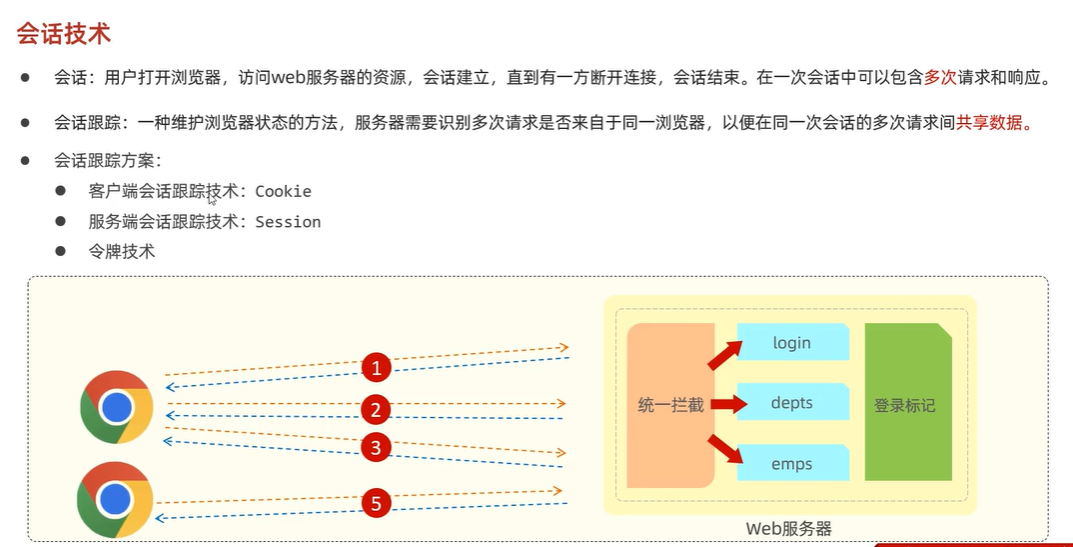 会话技术
会话：用户打开浏览器，访问web服务器的资源，会话建立，直到有一方断开连接，会话结束。在一次会话中可以包含多次请求和响应。
会话跟踪：一种维护浏览器状态的方法，服务器需要识别多次请求是否来自于同一浏览器，以便在同一次会话的多次请求间共享数据。
会话跟踪方案：
客户端会话跟踪技术：Cookie
服务端会话跟踪技术：Session
令牌技术
1
2
3
5
统一拦截
login
depts
emps
登录标记
Web服务器